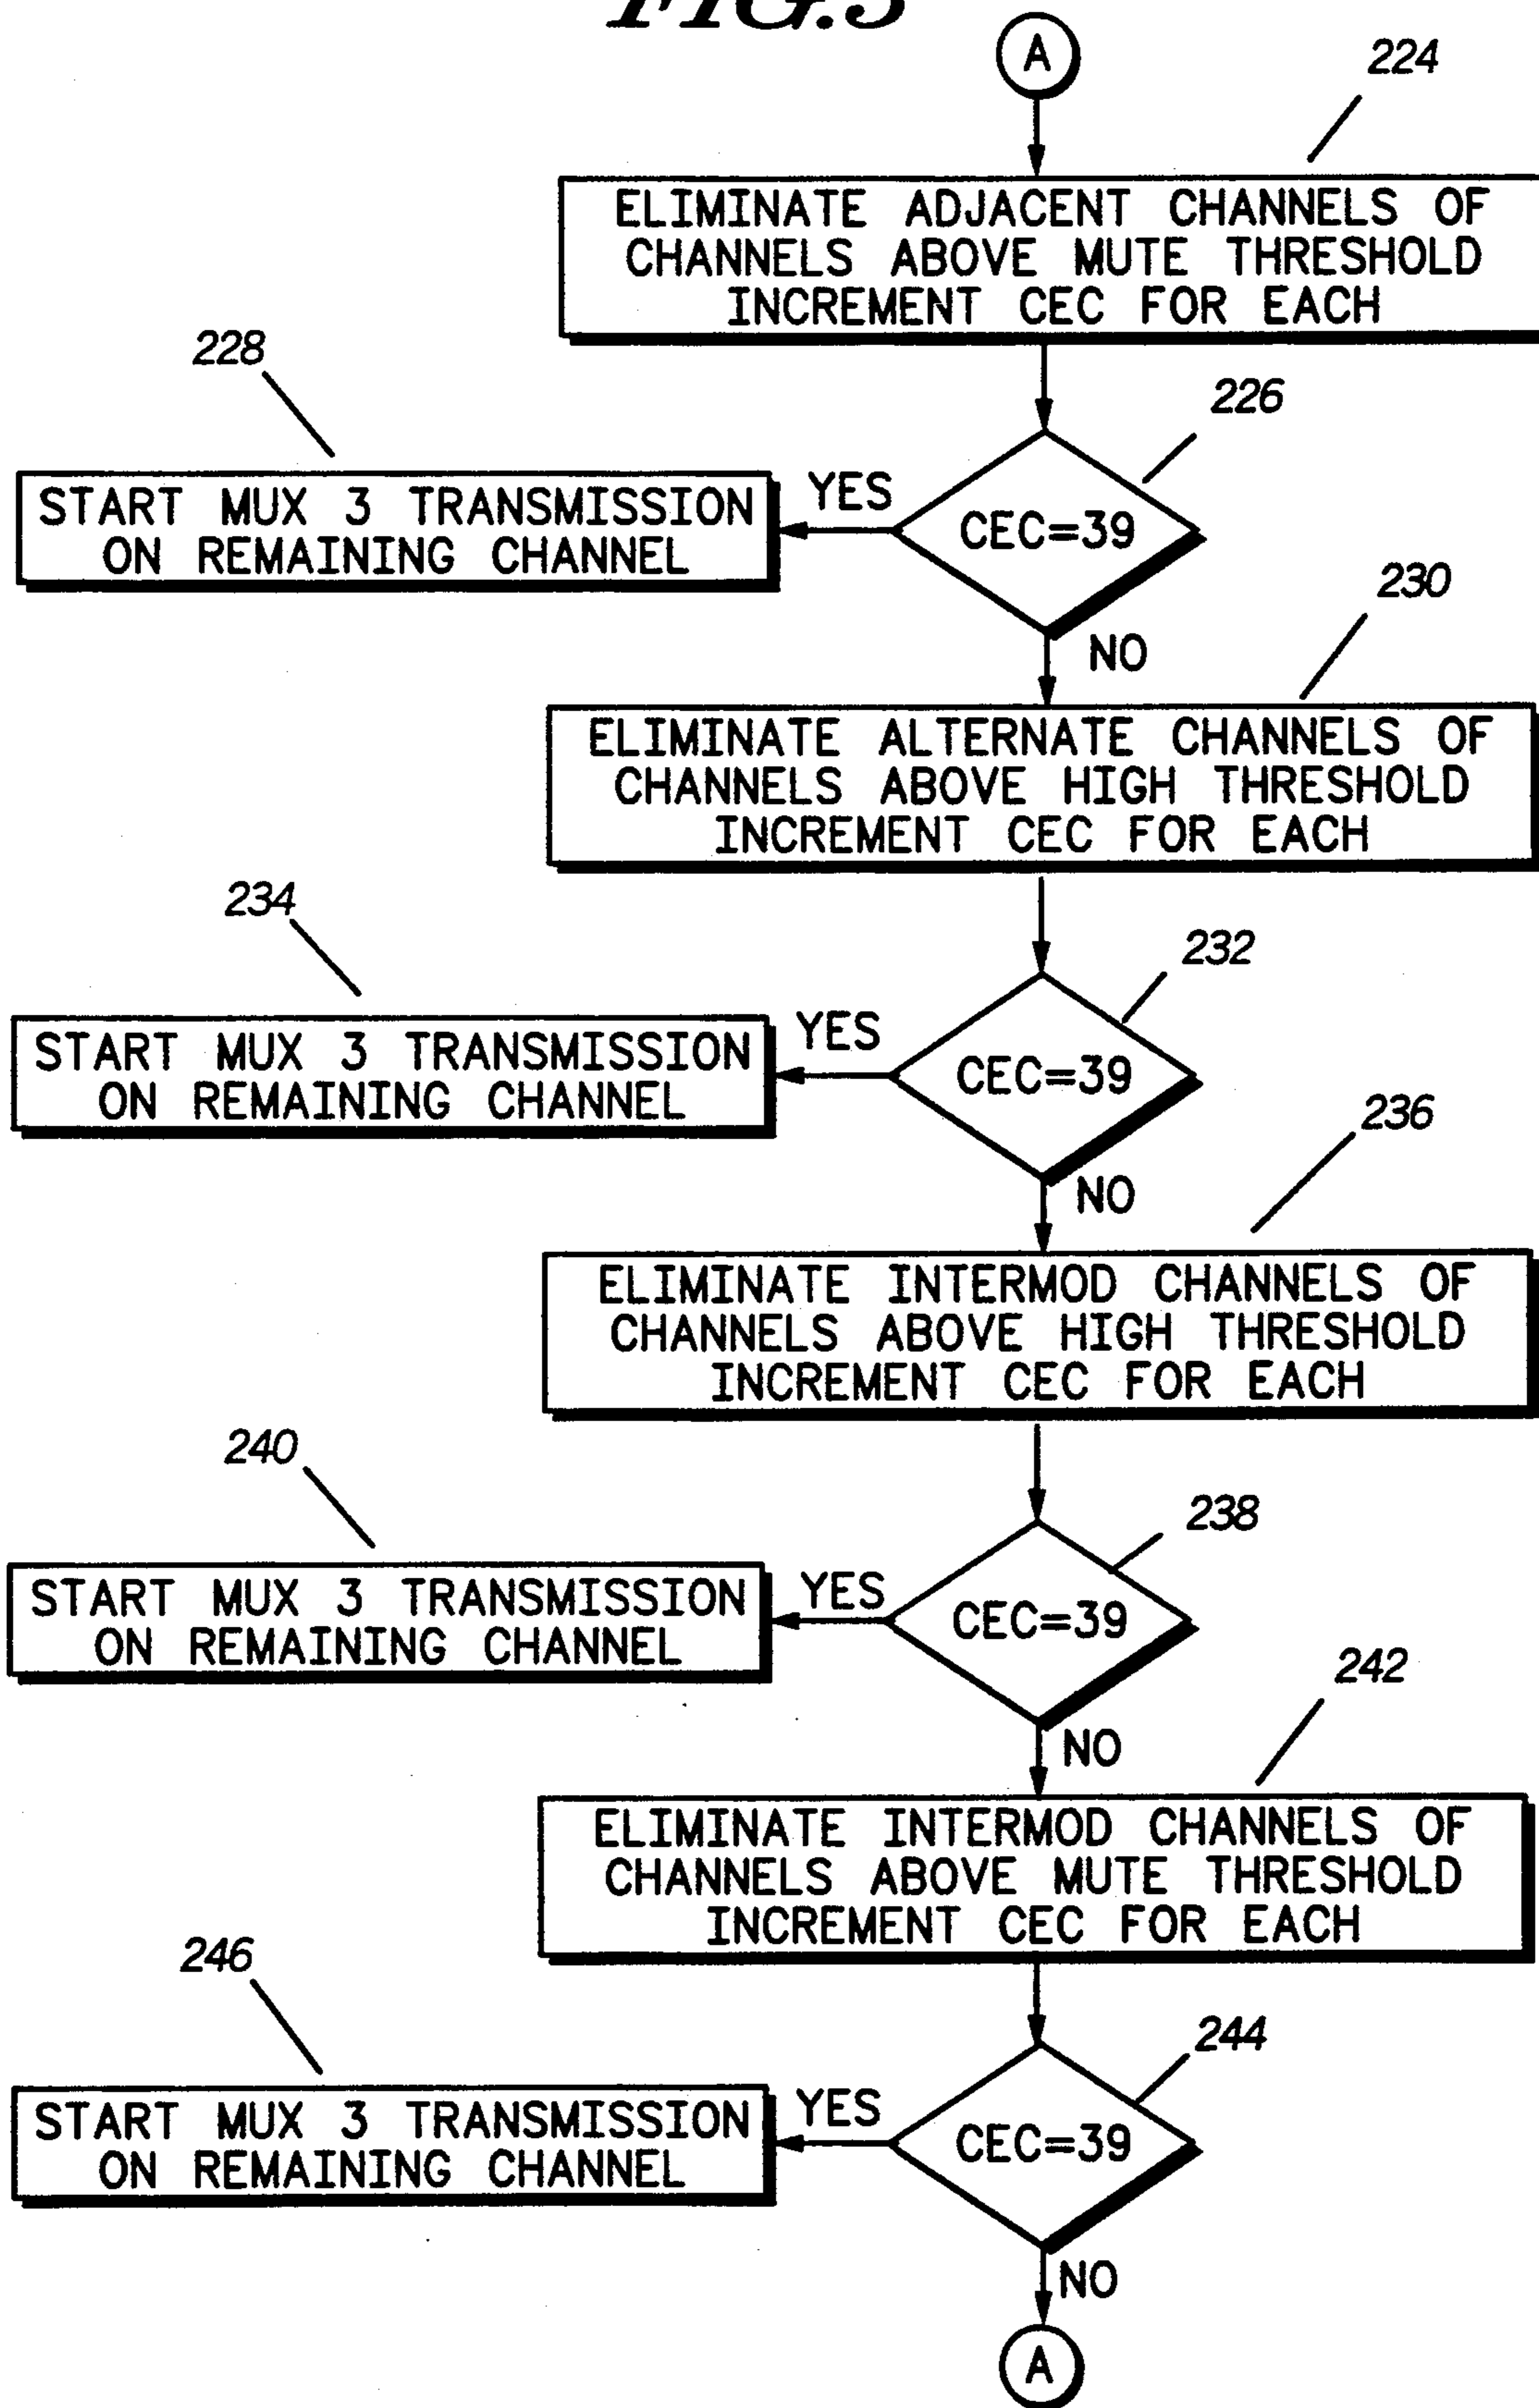 FIG.3
A
224
ELIMINATE ADJACENT CHANNELS OF
CHANNELS ABOVE MUTE THRESHOLD
INCREMENT CEC FOR EACH
228
226
START MUX 3 TRANSMISSION
ON REMAINING CHANNEL
YES
CEC=39
NO
230
ELIMINATE ALTERNATE CHANNELS OF
CHANNELS ABOVE HIGH THRESHOLD
INCREMENT CEC FOR EACH
234
232
START MUX 3 TRANSMISSION
ON REMAINING CHANNEL
YES
CEC=39
NO
236
ELIMINATE INTERMOD CHANNELS OF
CHANNELS ABOVE HIGH THRESHOLD
INCREMENT CEC FOR EACH
240
238
START MUX 3 TRANSMISSION
ON REMAINING CHANNEL
YES
CEC=39
NO
242
ELIMINATE INTERMOD CHANNELS OF
CHANNELS ABOVE MUTE THRESHOLD
INCREMENT CEC FOR EACH
246
244
START MUX 3 TRANSMISSION
ON REMAINING CHANNEL
YES
CEC=39
NO
A